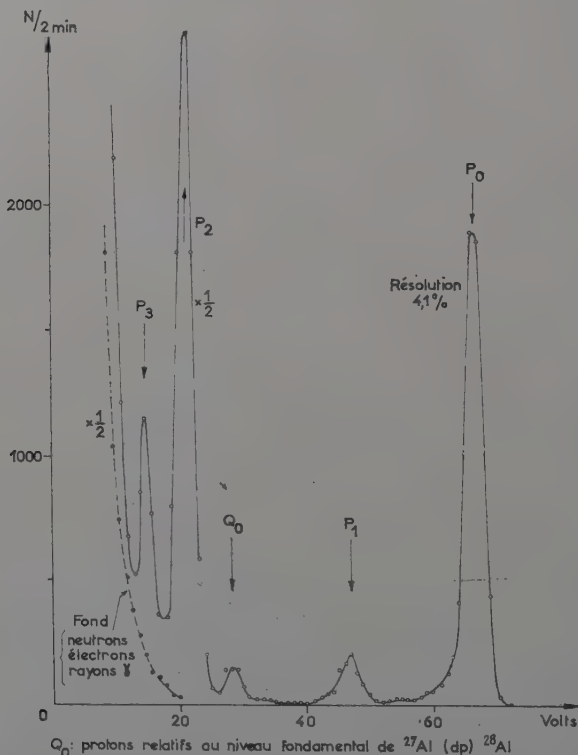 N/2 min
P₀
2000
P₂
Résolution
4,1%
× 1/2
P₃
× 1/2
1000
Q₀
P₁
Fond
neutrons
électrons
rayons γ
0
20
40
60
Volts
Q₀: protons relatifs au niveau fondamental de ²⁷Al (dp) ²⁸Al